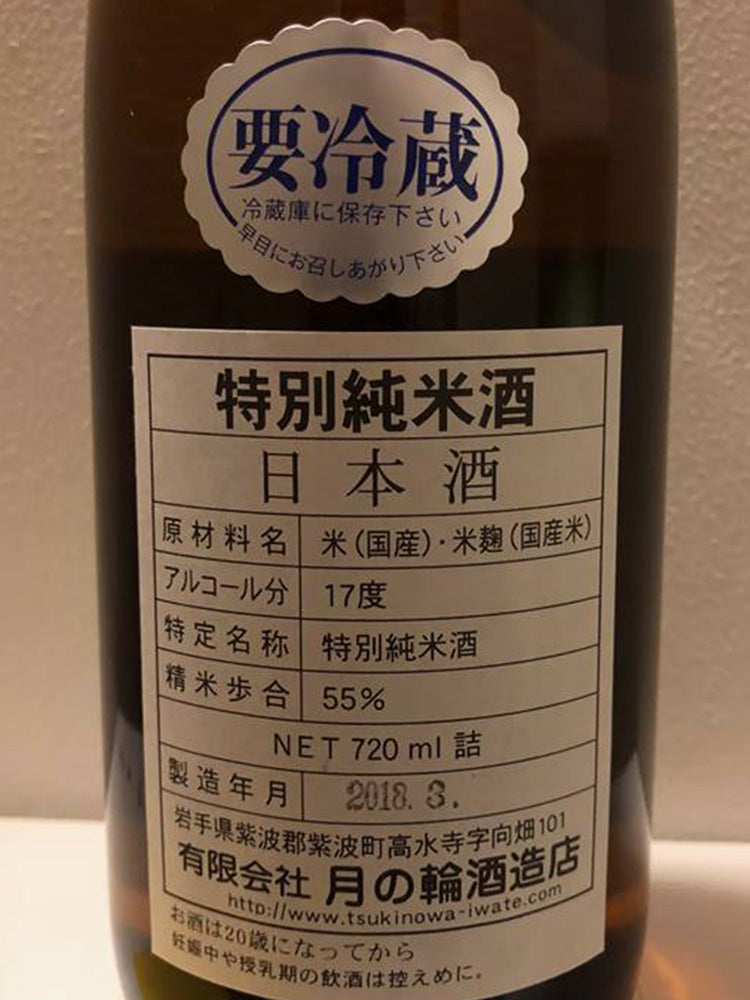 要冷蔵
冷蔵庫に保存下さい
早目にお召しあがり下さい
特別純米酒
日本酒
原材料名 米(国産)・米麹(国産米)
アルコール分 17度
特定名称 特別純米酒
精米歩合 55%
NET 720 ml 詰
製造年月 2018. 3.
岩手県紫波郡紫波町高水寺字向畑101
有限会社 月の輪酒造店
http://www.tsukinowa-iwate.com
お酒は20歳になってから
妊娠中や授乳期の飲酒は控えめに。